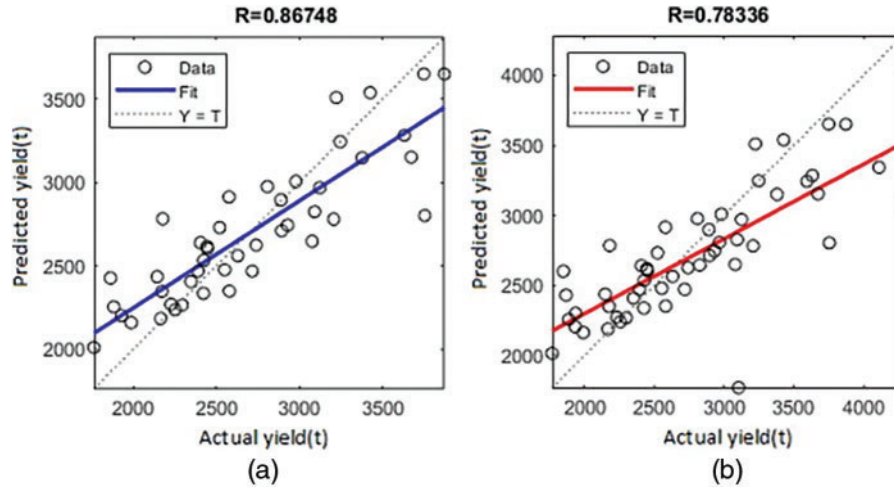 R=0.86748
Data
Fit
Y = T
3500
3000
2500
2000
Predicted yield(t)
2000 2500 3000 3500
Actual yield(t)
(a)
R=0.78336
Data
Fit
Y = T
4000
3500
3000
2500
2000
Predicted yield(t)
2000 2500 3000 3500 4000
Actual yield(t)
(b)